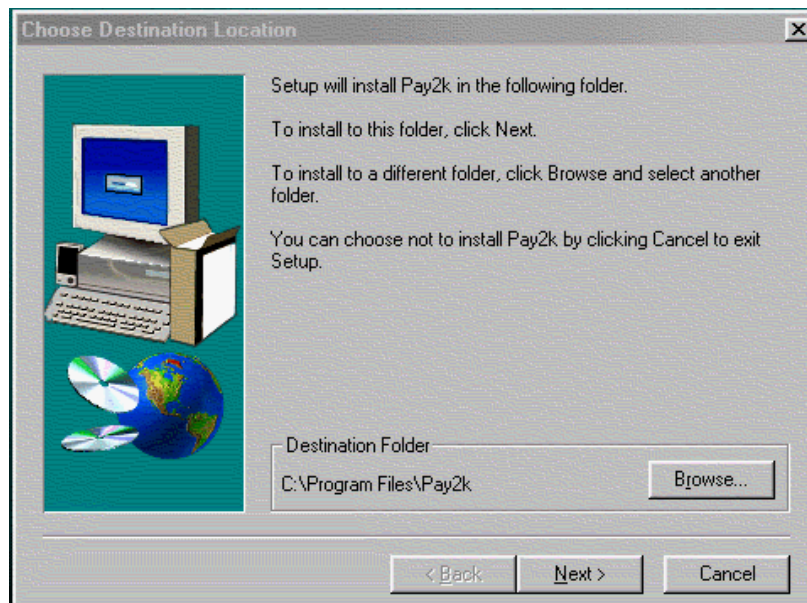 Choose Destination Location
Setup will install Pay2k in the following folder.
To install to this folder, click Next.
To install to a different folder, click Browse and select another
folder.
You can choose not to install Pay2k by clicking Cancel to exit
Setup.
Destination Folder
C:\Program Files\Pay2k
Browse...
< Back
Next >
Cancel